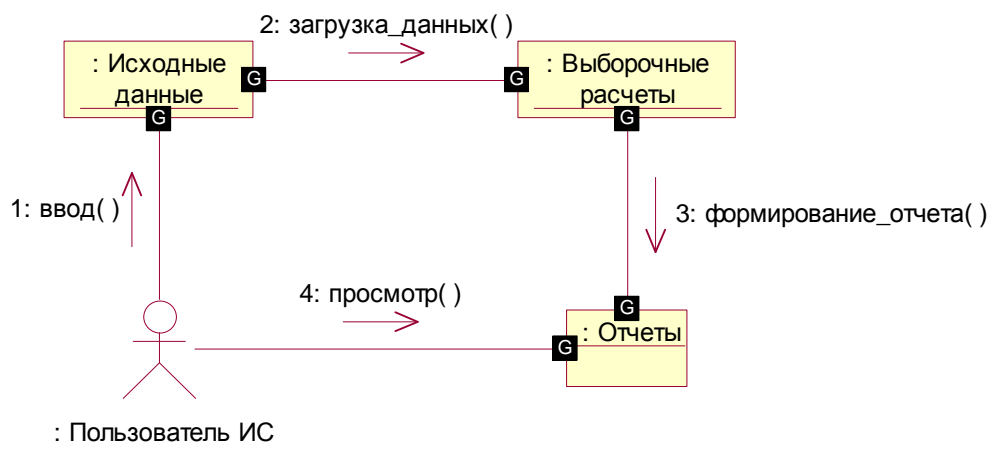 2: загрузка_данных( )
: Исходные
данные
G
G
G
: Выборочные
расчеты
G
1: ввод( )
3: формирование_отчета( )
4: просмотр( )
G
G
: Отчеты
: Пользователь ИС